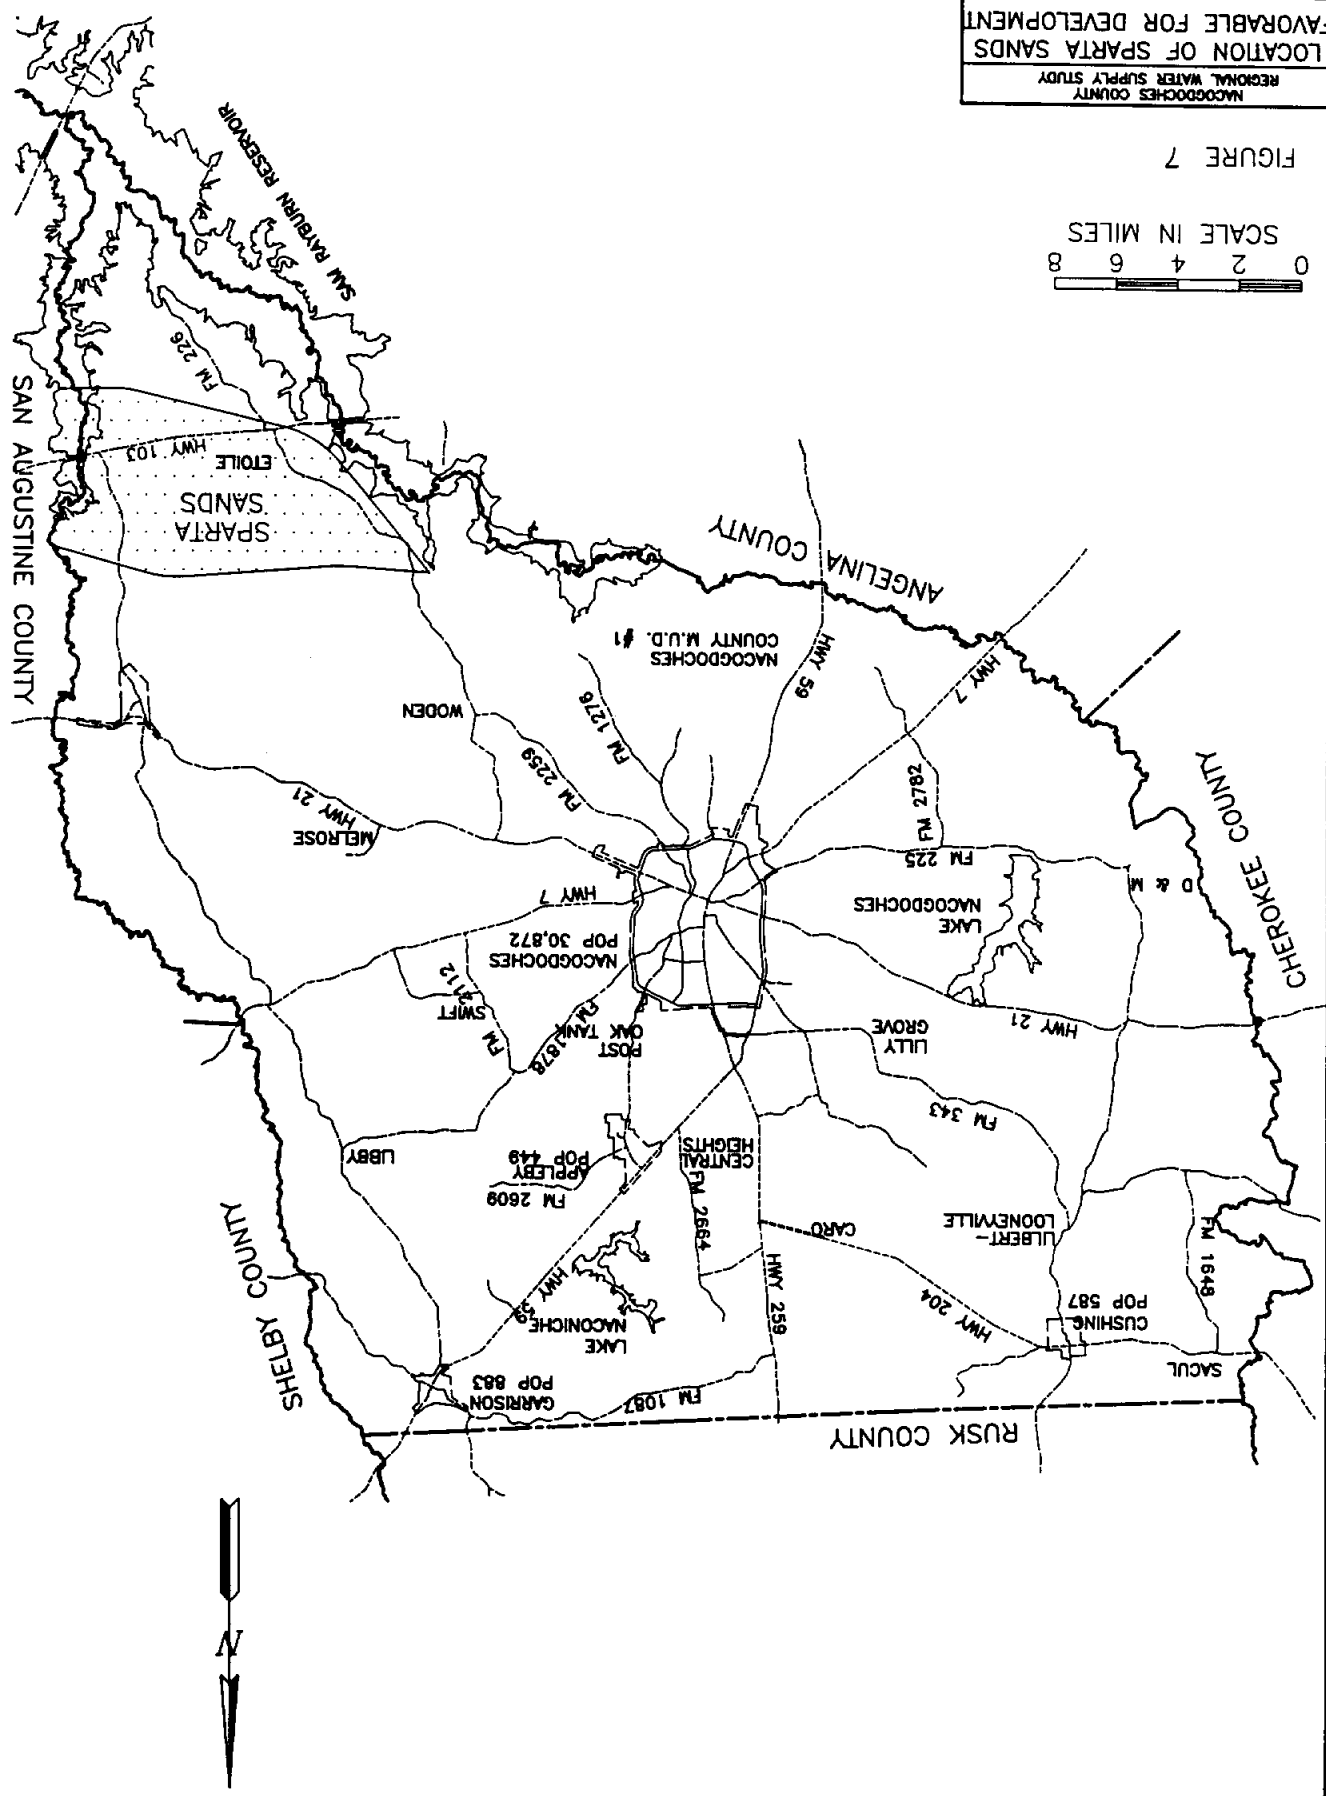 N
RUSK COUNTY
SACUL
CUSHING
POP 587
FM 1648
LILBERT-
LOONEYVILLE
HWY 204
CARO
HWY 259
FM 1087
GARRISON
POP 883
LAKE
NACONICHE
HWY 59
FM 2664
CENTRAL
HEIGHTS
FM 2609
APPLEBY
POP 449
LIBBY
SHELBY COUNTY
FM 343
LILLY
GROVE
POST
OAK TANK
FM 1878
FM 2112
SWIFT
HWY 21
CHEROKEE COUNTY
LAKE
NACOGDOCHES
NACOGDOCHES
POP 30,872
HWY 7
D & M
FM 225
FM 2782
MELROSE
HWY 21
FM 2259
WODEN
FM 1276
HWY 59
HWY 7
NACOGDOCHES
COUNTY M.U.D. #1
ANGELINA COUNTY
SAN AUGUSTINE COUNTY
SPARTA
SANDS
ETOILE
HWY 103
FM 226
SAM RAYBURN RESERVOIR
0 2 4 6 8
SCALE IN MILES
FIGURE 7
NACOGDOCHES COUNTY
REGIONAL WATER SUPPLY STUDY
LOCATION OF SPARTA SANDS
FAVORABLE FOR DEVELOPMENT